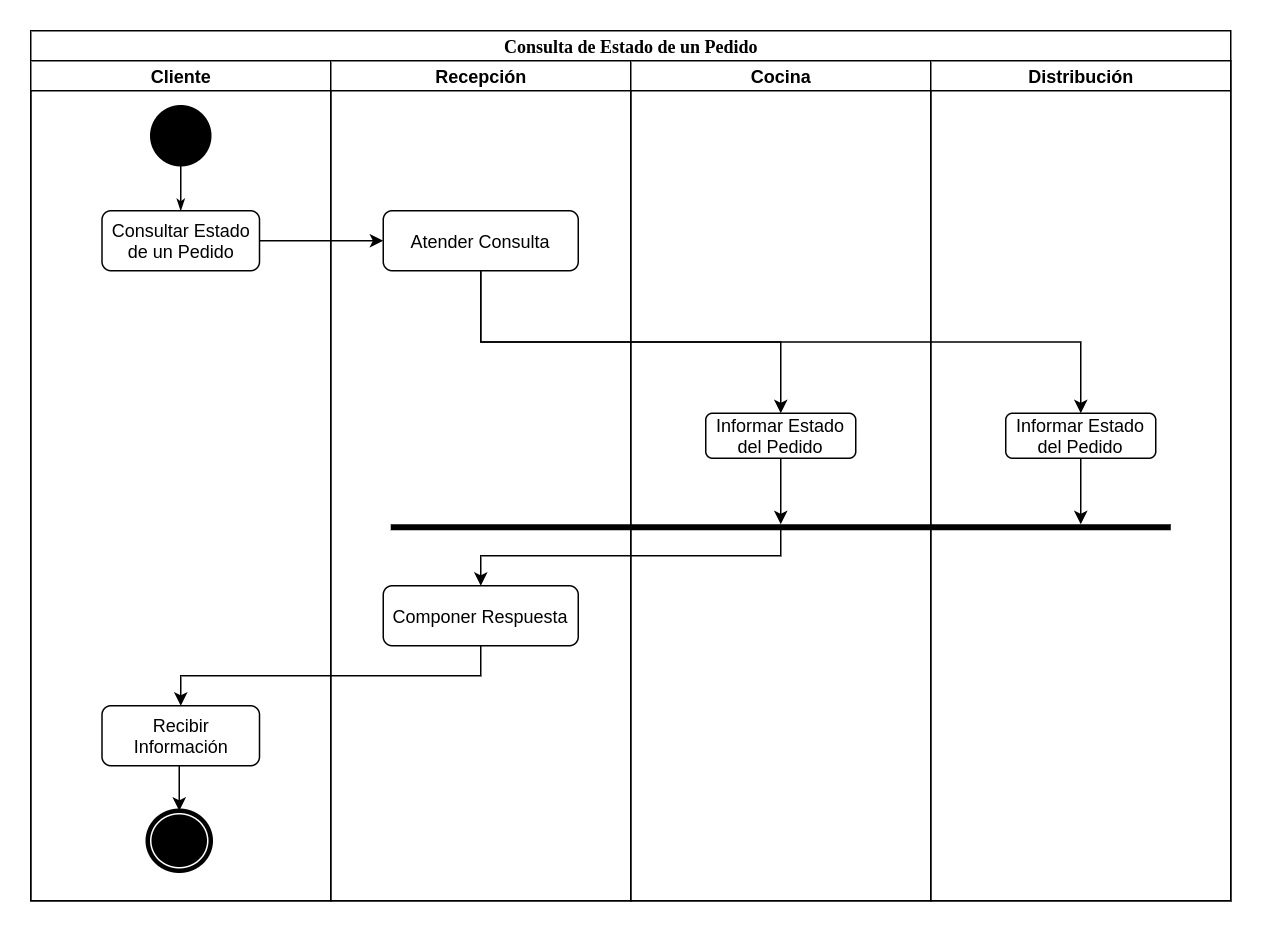 Consulta de Estado de un Pedido
Cliente
Recepción
Cocina
Distribución
Consultar Estado
de un Pedido
Atender Consulta
Informar Estado
del Pedido
Informar Estado
del Pedido
Componer Respuesta
Recibir
Información